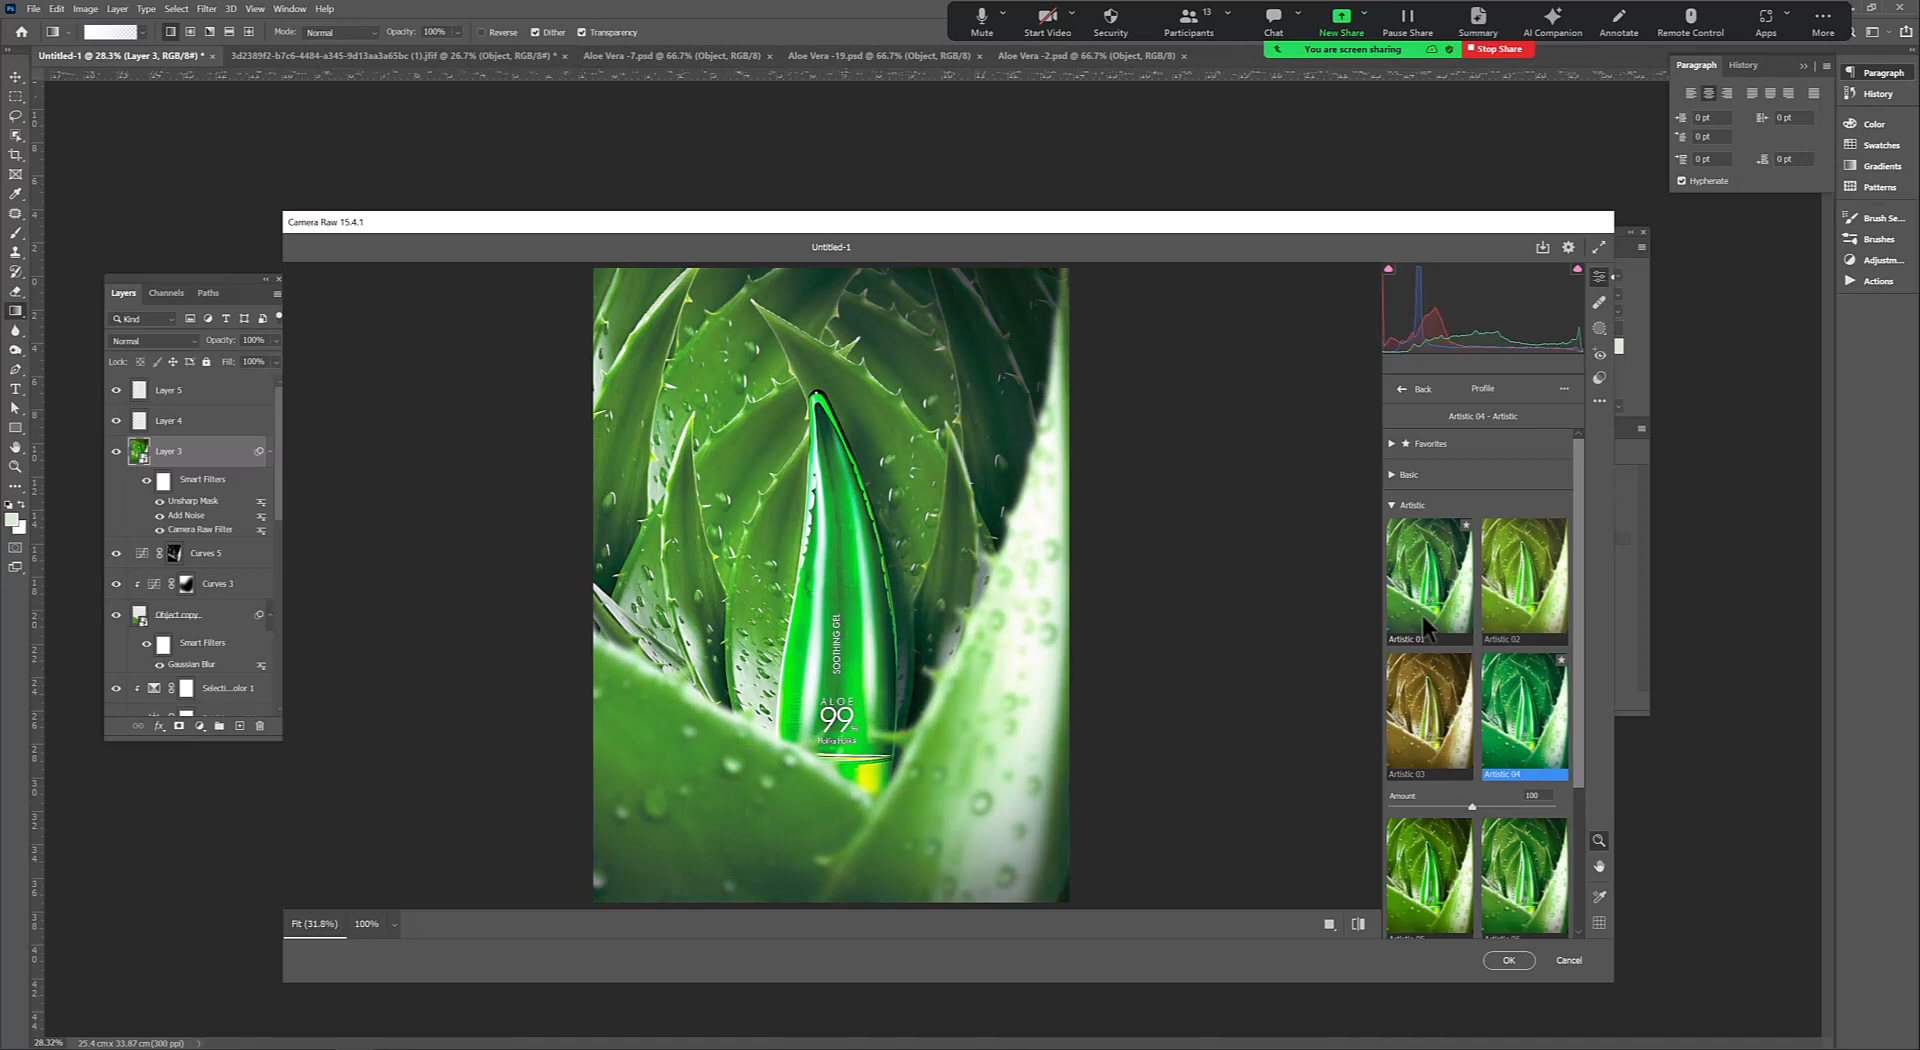 File Edit Image Layer Type Select Filter 3D View Window Help
Mode: Normal Opacity: 100% Reverse Dither Transparency
Mute Start Video Security Participants 13 Chat New Share Pause Share Summary AI Companion Annotate Remote Control Apps More
You are screen sharing Stop Share
Untitled-1 @ 28.3% (Layer 3, RGB/8#) * × 3d2389f2-b7c6-4484-a345-9d13aa3a65bc (1).jfif @ 26.7% (Object, RGB/8#) * × Aloe Vera -7.psd @ 66.7% (Object, RGB/8) × Aloe Vera -19.psd @ 66.7% (Object, RGB/8) × Aloe Vera -2.psd @ 66.7% (Object, RGB/8) ×
Paragraph History
0 pt 0 pt
0 pt
0 pt 0 pt
Hyphenate
Paragraph
History
Color
Swatches
Gradients
Patterns
Brush Se...
Brushes
Adjustm...
Actions
Camera Raw 15.4.1
Untitled-1
Layers Channels Paths
Kind
Normal Opacity: 100%
Lock: Fill: 100%
Layer 5
Layer 4
Layer 3
Smart Filters
Unsharp Mask
Add Noise
Camera Raw Filter
Curves 5
Curves 3
Object copy...
Smart Filters
Gaussian Blur
Selecti...olor 1
SOOTHING GEL
ALOE
99%
Holika Holika
Back Profile
Artistic 04 - Artistic
Favorites
Basic
Artistic
Artistic 01 Artistic 02
Artistic 03 Artistic 04
Amount 100
Fit (31.8%) 100%
OK Cancel
28.32% 25.4 cm x 33.87 cm (300 ppi)